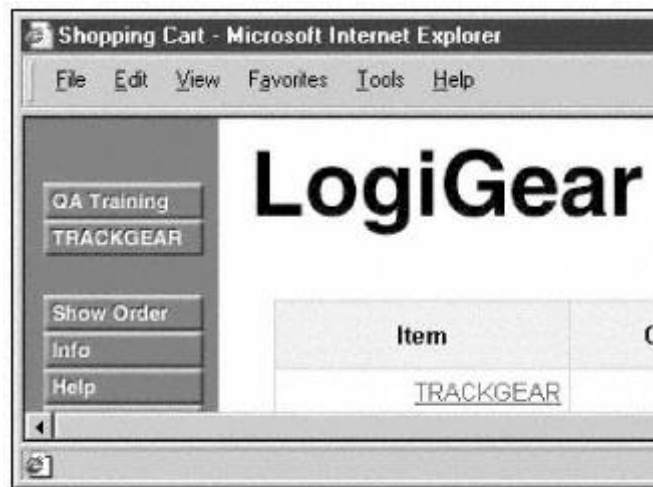 Shopping Cart - Microsoft Internet Explorer
File Edit View Favorites Tools Help
LogiGear
QA Training
TRACKGEAR
Show Order
Info
Help
Item
TRACKGEAR